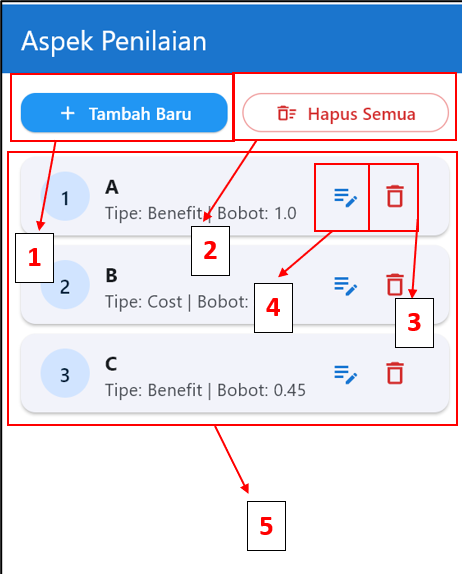 Aspek Penilaian
Tambah Baru
Hapus Semua
1
A
Tipe: Benefit | Bobot: 1.0
1
2
2
B
Tipe: Cost | Bobot:
4
3
3
C
Tipe: Benefit | Bobot: 0.45
5